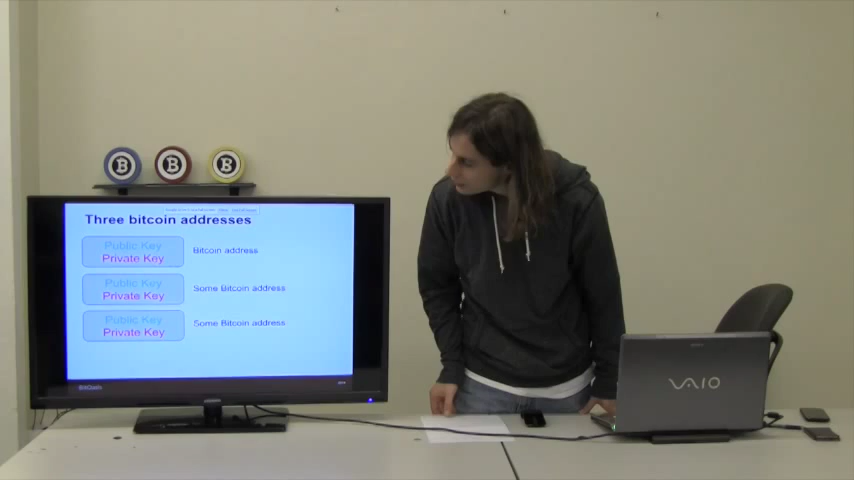 Three bitcoin addresses
Public Key
Private Key
Bitcoin address
Public Key
Private Key
Some Bitcoin address
Public Key
Private Key
Some Bitcoin address
VAIO